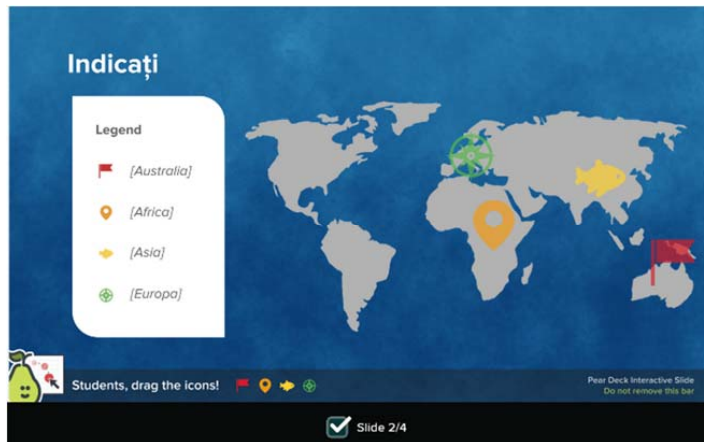 Indicați
Legend
[Australia]
[Africa]
[Asia]
[Europa]
Students, drag the icons!
Pear Deck Interactive Slide
Do not remove this bar
Slide 2/4